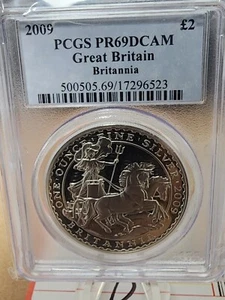 2009 £2
PCGS PR69DCAM
Great Britain
Britannia
500505.69/17296523
ONE OUNCE FINE SILVER 2009
BRITANNIA